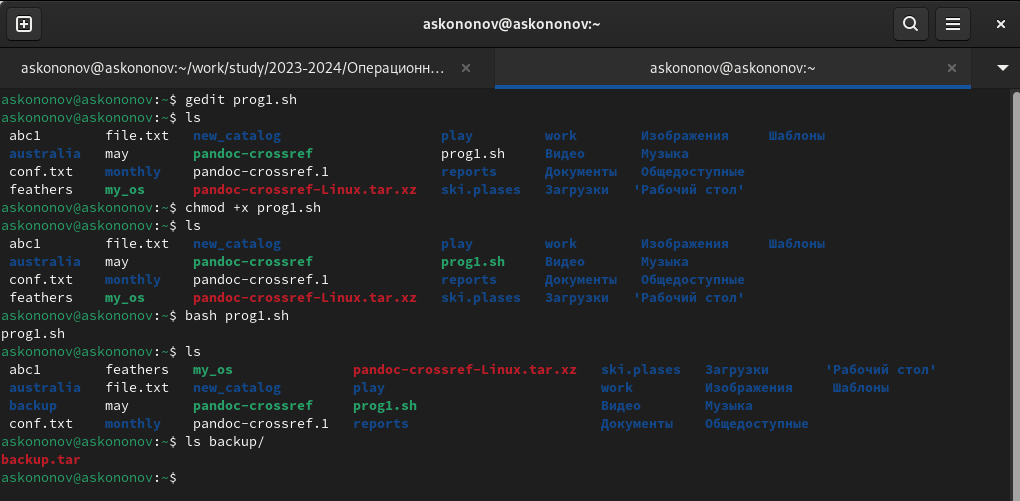 askononov@askononov:~
askononov@askononov:~/work/study/2023-2024/Операционн... askononov@askononov:~
askononov@askononov:~$ gedit prog1.sh
askononov@askononov:~$ ls
abc1 file.txt new_catalog play work Изображения Шаблоны
australia may pandoc-crossref prog1.sh Видео Музыка
conf.txt monthly pandoc-crossref.1 reports Документы Общедоступные
feathers my_os pandoc-crossref-Linux.tar.xz ski.plases Загрузки 'Рабочий стол'
askononov@askononov:~$ chmod +x prog1.sh
askononov@askononov:~$ ls
abc1 file.txt new_catalog play work Изображения Шаблоны
australia may pandoc-crossref prog1.sh Видео Музыка
conf.txt monthly pandoc-crossref.1 reports Документы Общедоступные
feathers my_os pandoc-crossref-Linux.tar.xz ski.plases Загрузки 'Рабочий стол'
askononov@askononov:~$ bash prog1.sh
prog1.sh
askononov@askononov:~$ ls
abc1 feathers my_os pandoc-crossref-Linux.tar.xz ski.plases Загрузки 'Рабочий стол'
australia file.txt new_catalog play work Изображения Шаблоны
backup may pandoc-crossref prog1.sh Видео Музыка
conf.txt monthly pandoc-crossref.1 reports Документы Общедоступные
askononov@askononov:~$ ls backup/
backup.tar
askononov@askononov:~$